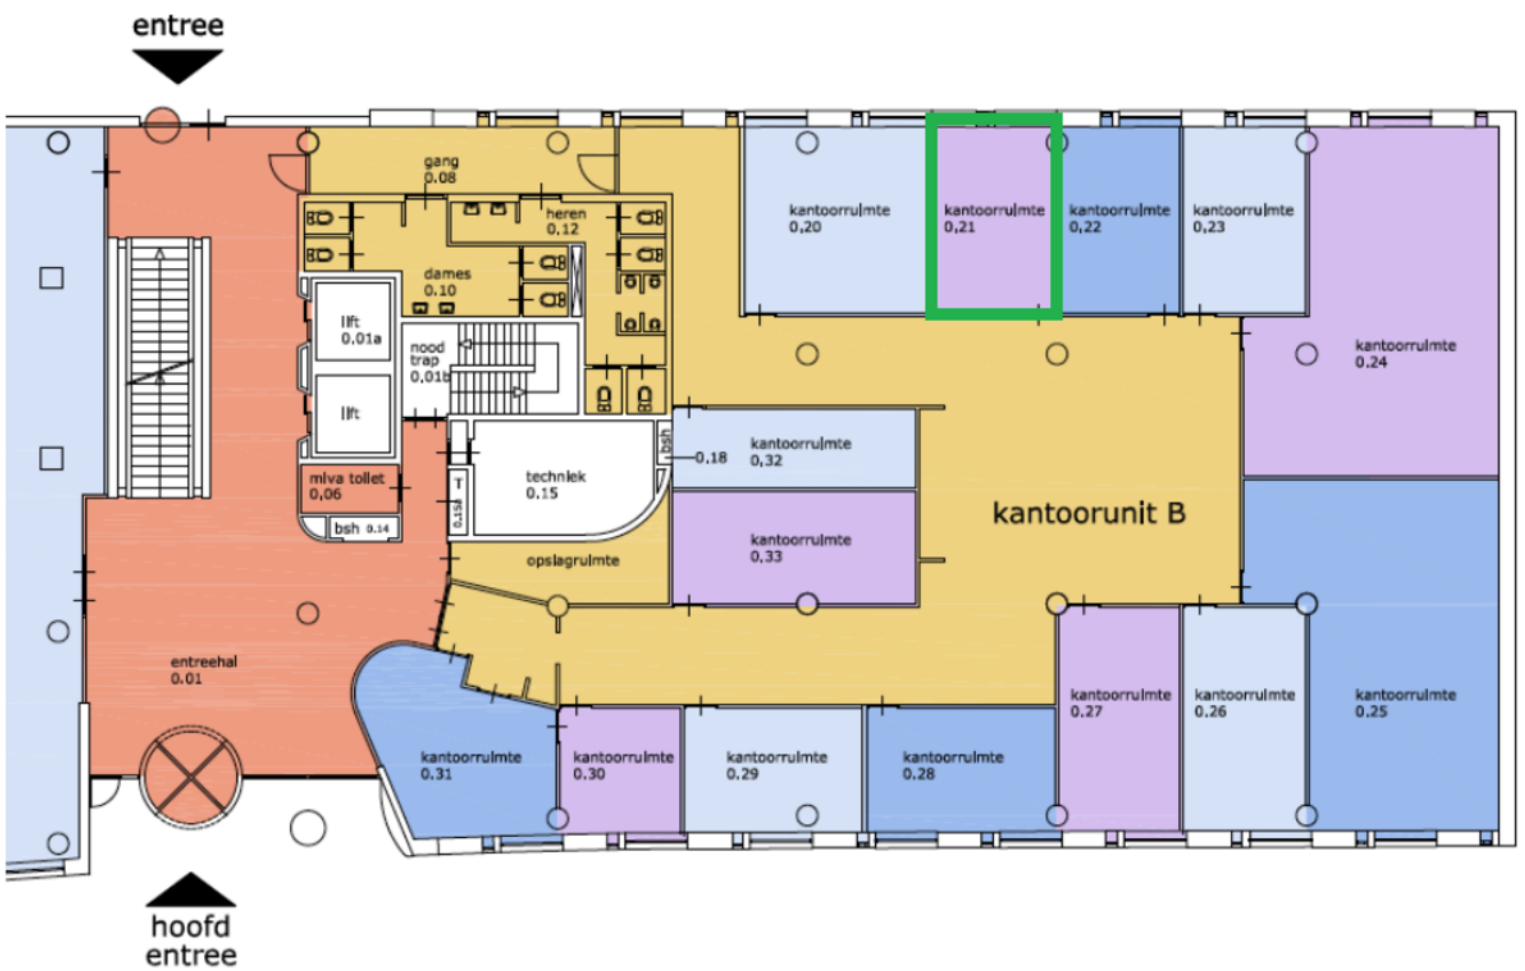 entree
gang
0.08
heren
0.12
dames
0.10
lift
0.01a
nood
trap
0.01b
lift
mlva toilet
0,06
bsh 0.14
techniek
0.15
T
0.15a
bsh
0.18
opslagruimte
entreehal
0.01
kantoorruimte
0,20
kantoorruimte
0,21
kantoorruimte
0,22
kantoorruimte
0,23
kantoorruimte
0.24
kantoorruimte
0,32
kantoorruimte
0.33
kantoorunit B
kantoorruimte
0.25
kantoorruimte
0.26
kantoorruimte
0.27
kantoorruimte
0.28
kantoorruimte
0.29
kantoorruimte
0.30
kantoorruimte
0.31
hoofd
entree